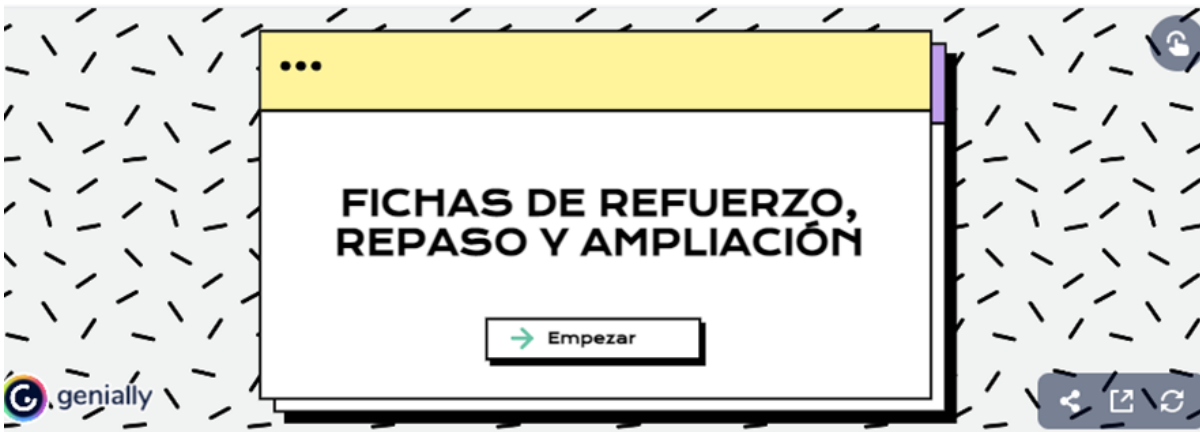 FICHAS DE REFUERZO,
REPASO Y AMPLIACIÓN
Empezar
genially